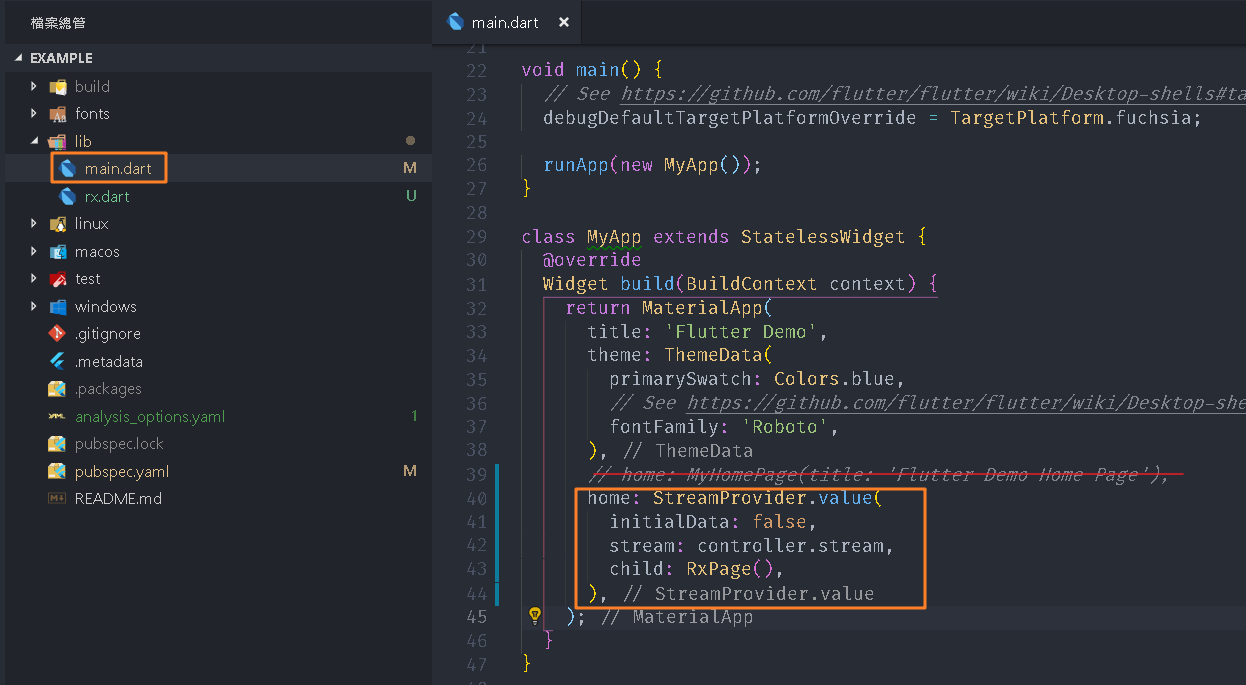 檔案總管
EXAMPLE
build
fonts
lib
main.dart M
rx.dart U
linux
macos
test
windows
.gitignore
.metadata
.packages
analysis_options.yaml 1
pubspec.lock
pubspec.yaml M
README.md
main.dart
21
22 void main() {
23 // See https://github.com/flutter/flutter/wiki/Desktop-shells#ta
24 debugDefaultTargetPlatformOverride = TargetPlatform.fuchsia;
25
26 runApp(new MyApp());
27 }
28
29 class MyApp extends StatelessWidget {
30 @override
31 Widget build(BuildContext context) {
32 return MaterialApp(
33 title: 'Flutter Demo',
34 theme: ThemeData(
35 primarySwatch: Colors.blue,
36 // See https://github.com/flutter/flutter/wiki/Desktop-she
37 fontFamily: 'Roboto',
38 ), // ThemeData
39 // home: MyHomePage(title: 'Flutter Demo Home Page'),
40 home: StreamProvider.value(
41 initialData: false,
42 stream: controller.stream,
43 child: RxPage(),
44 ), // StreamProvider.value
45 ); // MaterialApp
46 }
47 }